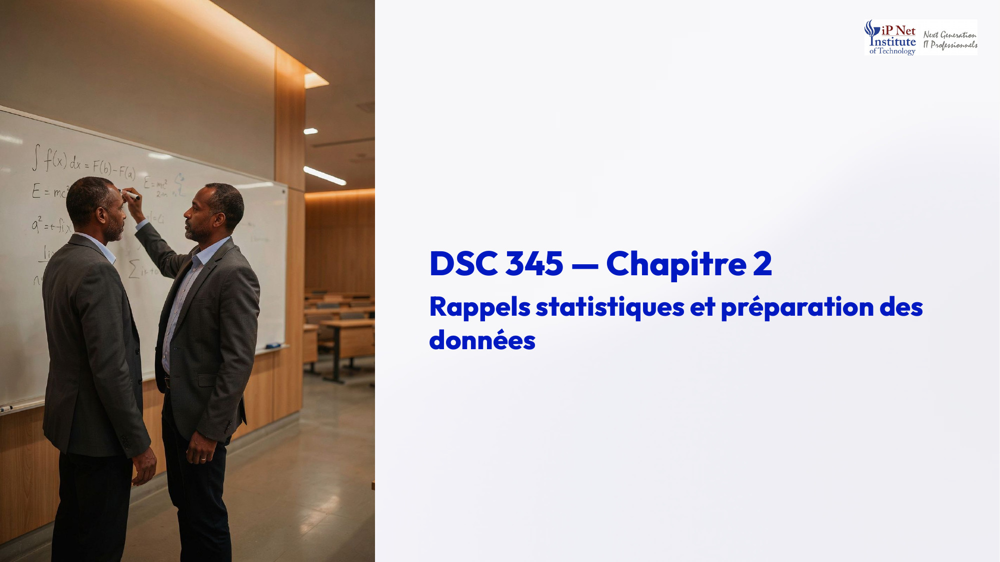 iP Net
Institute
of Technology
Next Generation
IT Professionnels
∫ f(x) dx = F(b)-F(a)
E = mc²
E = mc²
DSC 345 — Chapitre 2
Rappels statistiques et préparation des
données